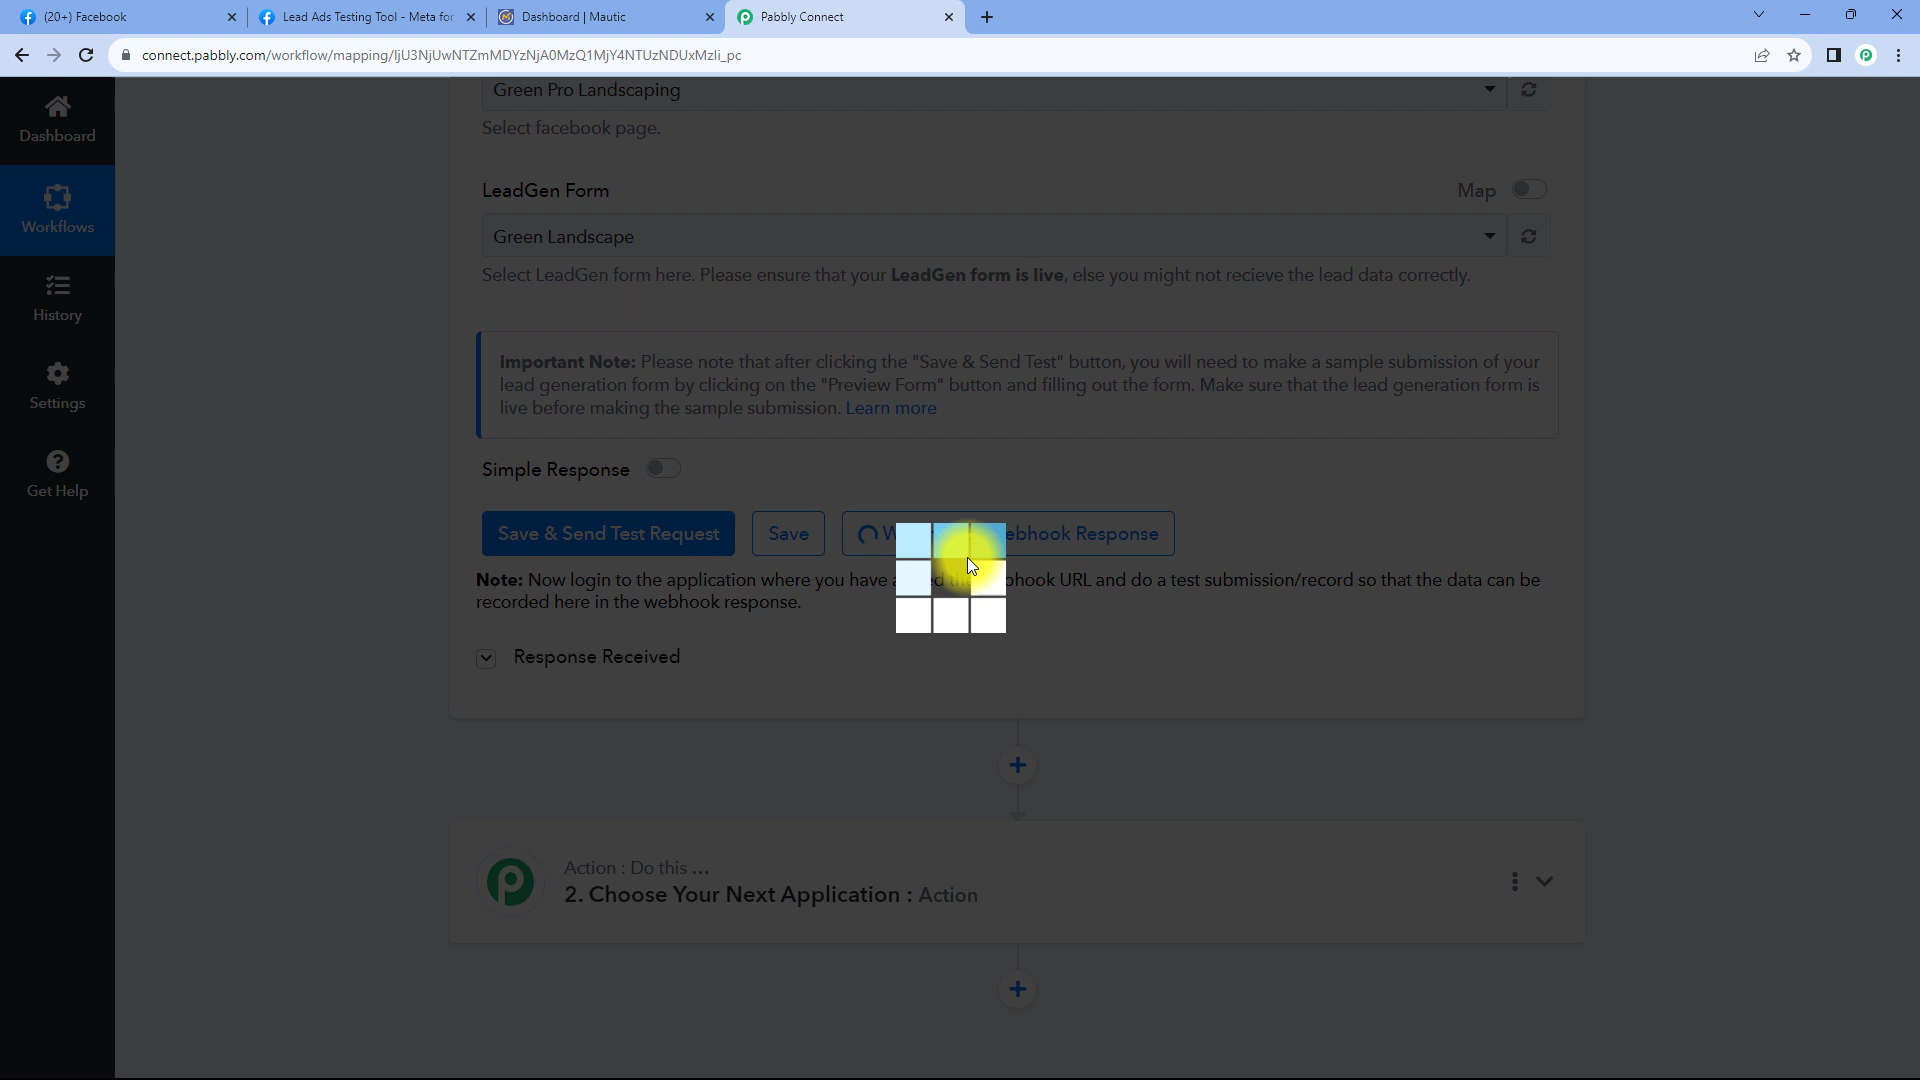 (20+) Facebook
Lead Ads Testing Tool - Meta for
Dashboard | Mautic
Pabbly Connect
connect.pabbly.com/workflow/mapping/IjU3NjUwNTZmMDYzNjA0MzQ1MjY4NTUzNDUxMzIi_pc
Dashboard
Workflows
History
Settings
Get Help
Green Pro Landscaping
Select facebook page.
LeadGen Form
Map
Green Landscape
Select LeadGen form here. Please ensure that your LeadGen form is live, else you might not recieve the lead data correctly.
Important Note: Please note that after clicking the "Save & Send Test" button, you will need to make a sample submission of your
lead generation form by clicking on the "Preview Form" button and filling out the form. Make sure that the lead generation form is
live before making the sample submission. Learn more
Simple Response
Save & Send Test Request
Save
Response
Note: Now login to the application where you have URL and do a test submission/record so that the data can be
recorded here in the webhook response.
Response Received
Action : Do this ...
2. Choose Your Next Application : Action